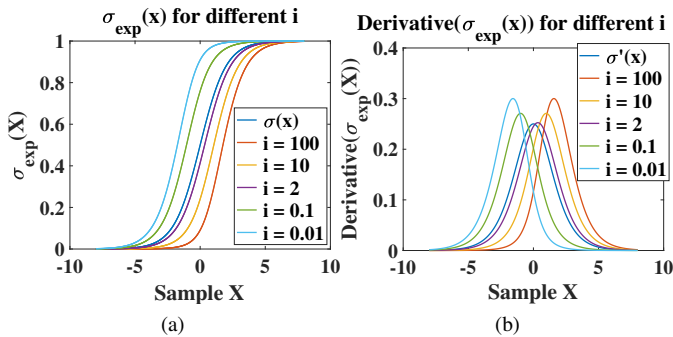 σexp(x) for different i
σexp(X)
1
0.8
0.6
0.4
0.2
0
-10
-5
0
5
10
σ(x)
i = 100
i = 10
i = 2
i = 0.1
i = 0.01
Sample X
(a)
Derivative(σexp(x)) for different i
Derivative(σexp(X))
0.4
0.3
0.2
0.1
0
-10
-5
0
5
10
σ'(x)
i = 100
i = 10
i = 2
i = 0.1
i = 0.01
Sample X
(b)